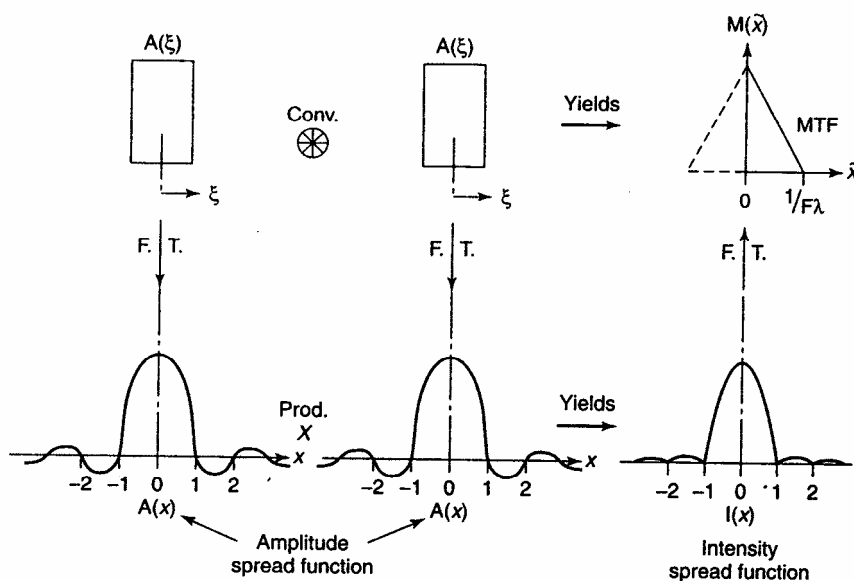 A(ξ)
A(ξ)
M(x̃)
Conv.
Yields
MTF
x̃
ξ
ξ
0
1/Fλ
F. T.
F. T.
F. T.
Prod.
X
Yields
x
x
-2 -1 0 1 2
-2 -1 0 1 2
-2 -1 0 1 2
A(x)
A(x)
I(x)
Amplitude
spread function
Intensity
spread function